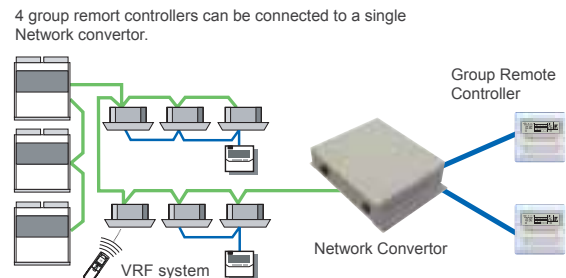 4 group remort controllers can be connected to a single
Network convertor.
Group Remote
Controller
Network Convertor
VRF system